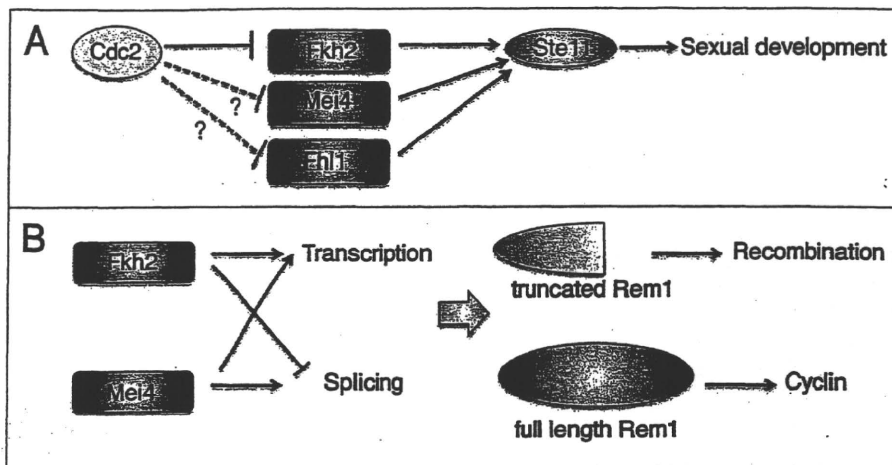 A
Cdc2
Fkh2
Ste11
Sexual development
?
Mei4
?
Fhl1
B
Fkh2
Transcription
Recombination
truncated Rem1
Mei4
Splicing
Cyclin
full length Rem1